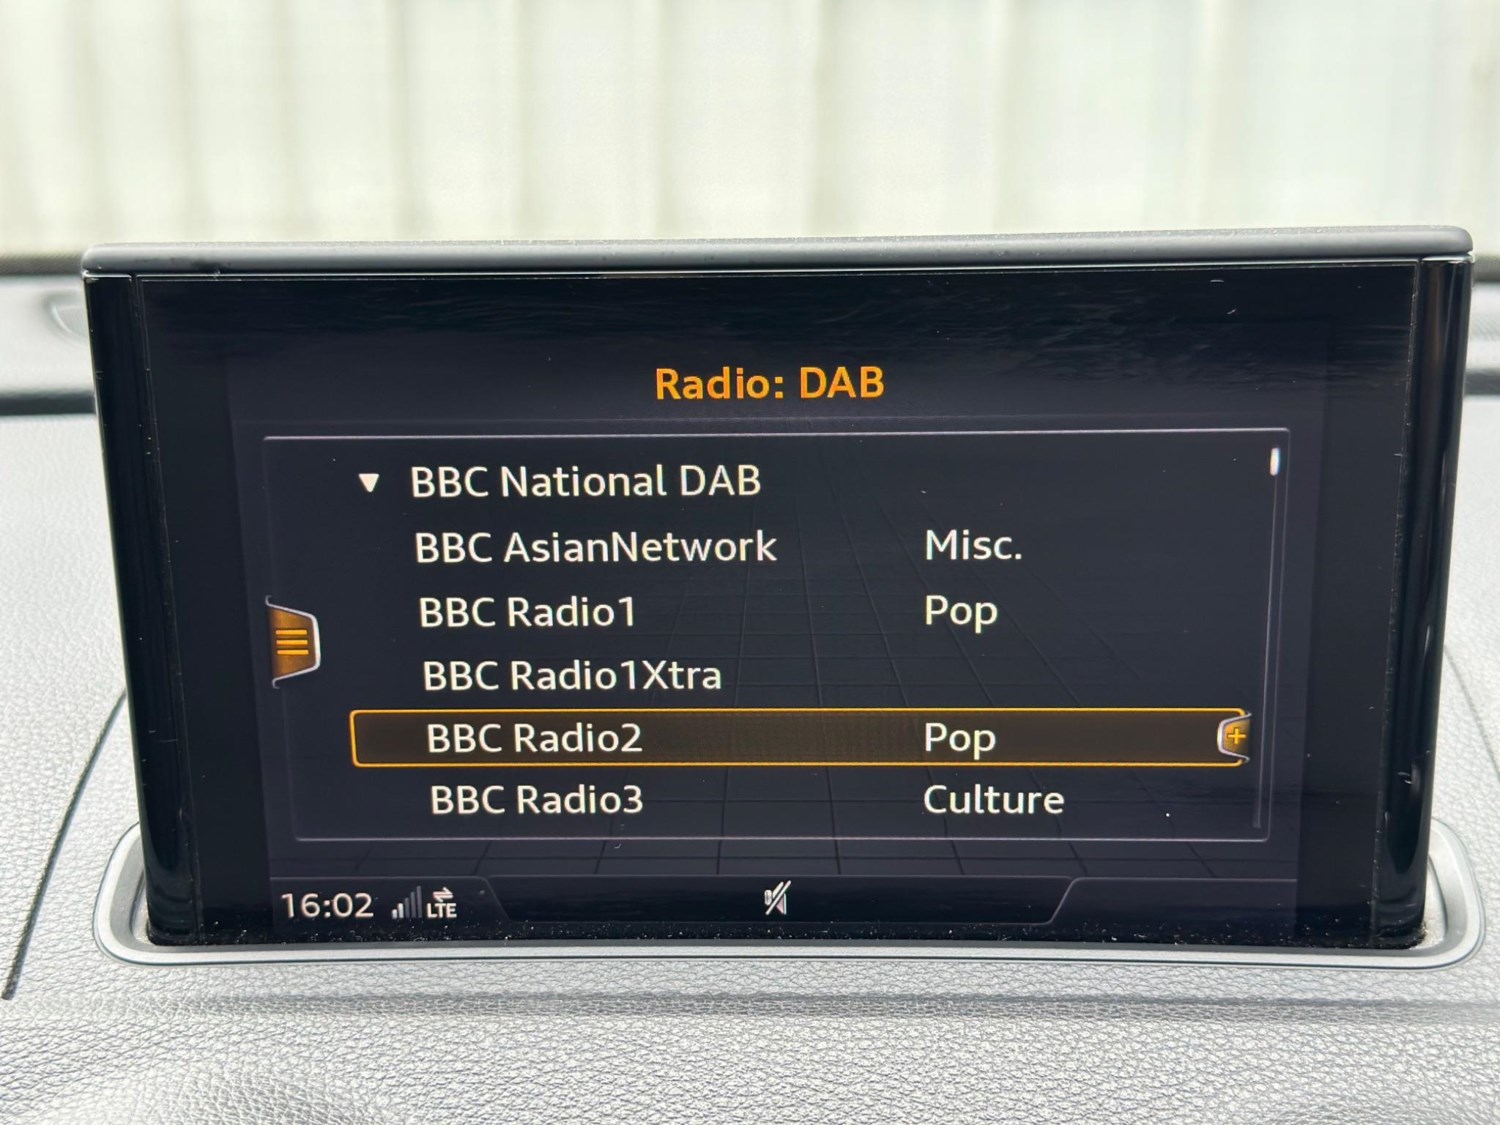 Radio: DAB
BBC National DAB
BBC AsianNetwork Misc.
BBC Radio1 Pop
BBC Radio1Xtra
BBC Radio2 Pop
BBC Radio3 Culture
16:02 LTE